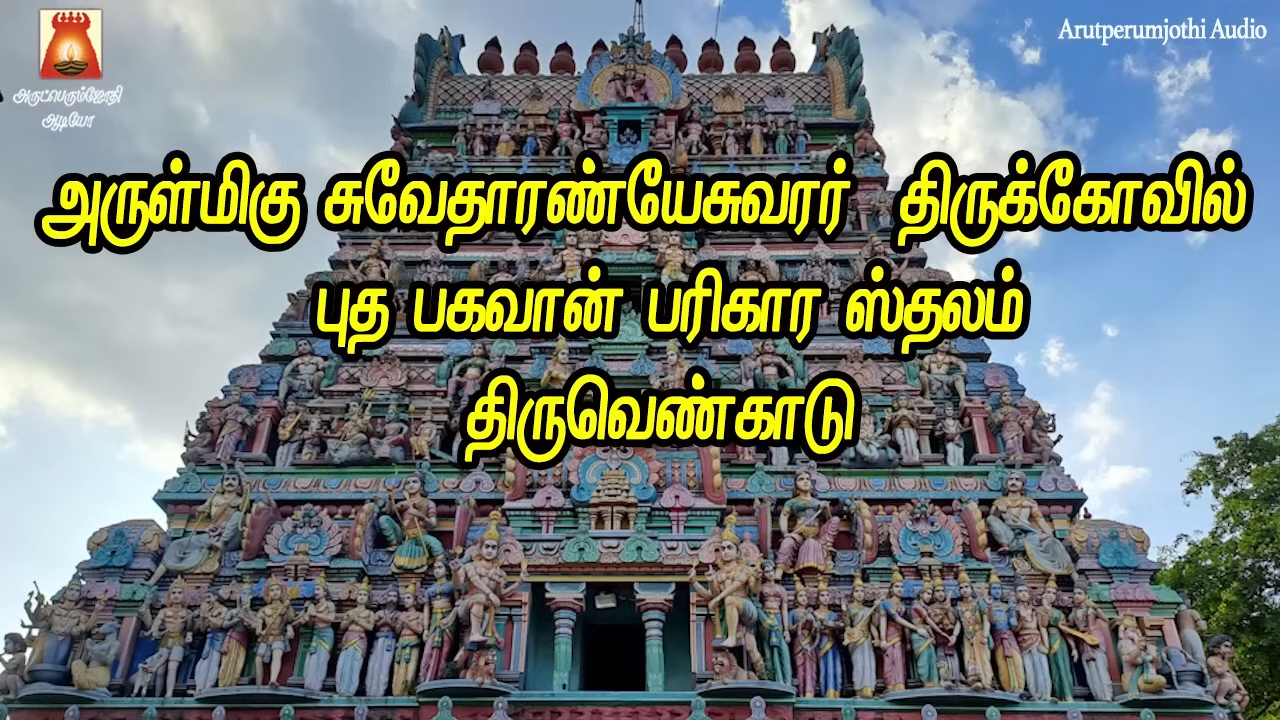 Arutperumjothi Audio
அருட்பெரும்ஜோதி
ஆடியோ
அருள்மிகு சுவேதாரண்யேசுவரர் திருக்கோவில்
புத பகவான் பரிகார ஸ்தலம்
திருவெண்காடு